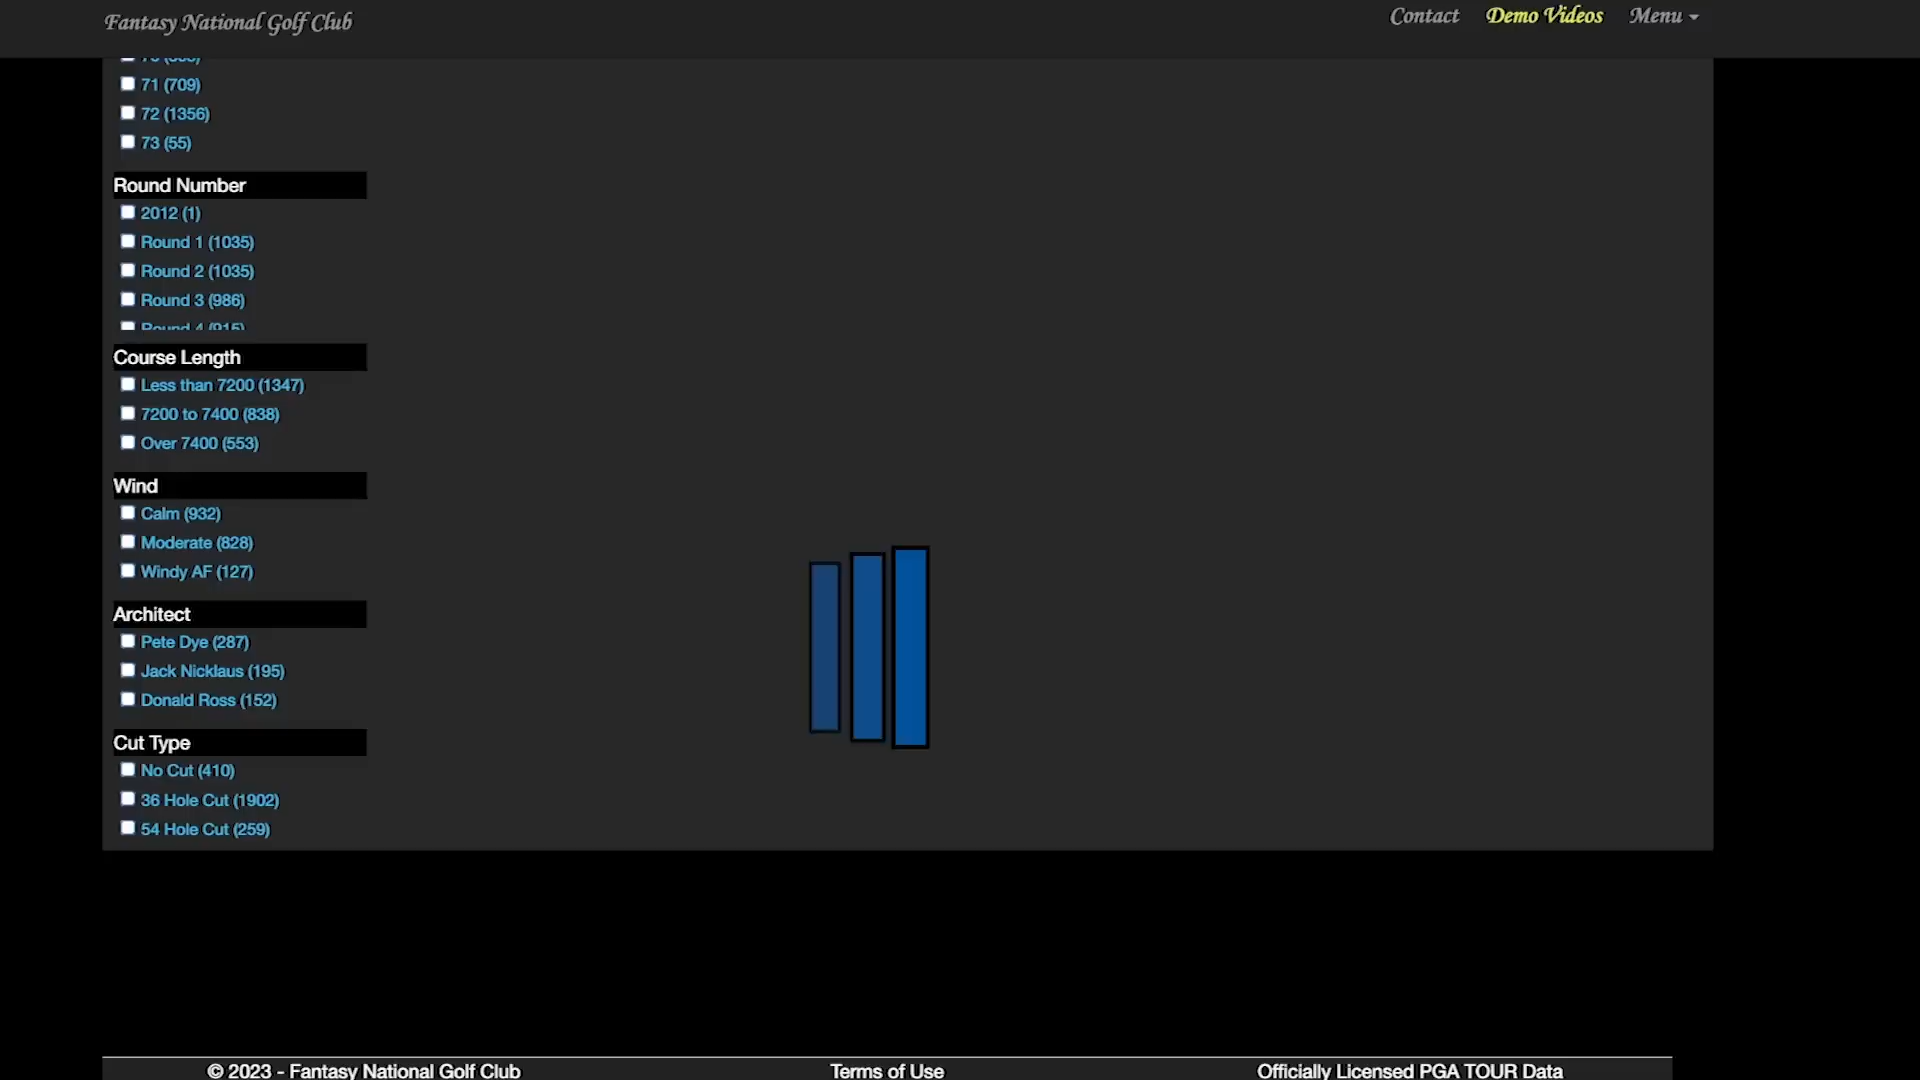 Fantasy National Golf Club
Contact
Demo Videos
Menu
71 (709)
72 (1356)
73 (55)
Round Number
2012 (1)
Round 1 (1035)
Round 2 (1035)
Round 3 (986)
Round 4 (915)
Course Length
Less than 7200 (1347)
7200 to 7400 (838)
Over 7400 (553)
Wind
Calm (932)
Moderate (828)
Windy AF (127)
Architect
Pete Dye (287)
Jack Nicklaus (195)
Donald Ross (152)
Cut Type
No Cut (410)
36 Hole Cut (1902)
54 Hole Cut (259)
© 2023 - Fantasy National Golf Club
Terms of Use
Officially Licensed PGA TOUR Data